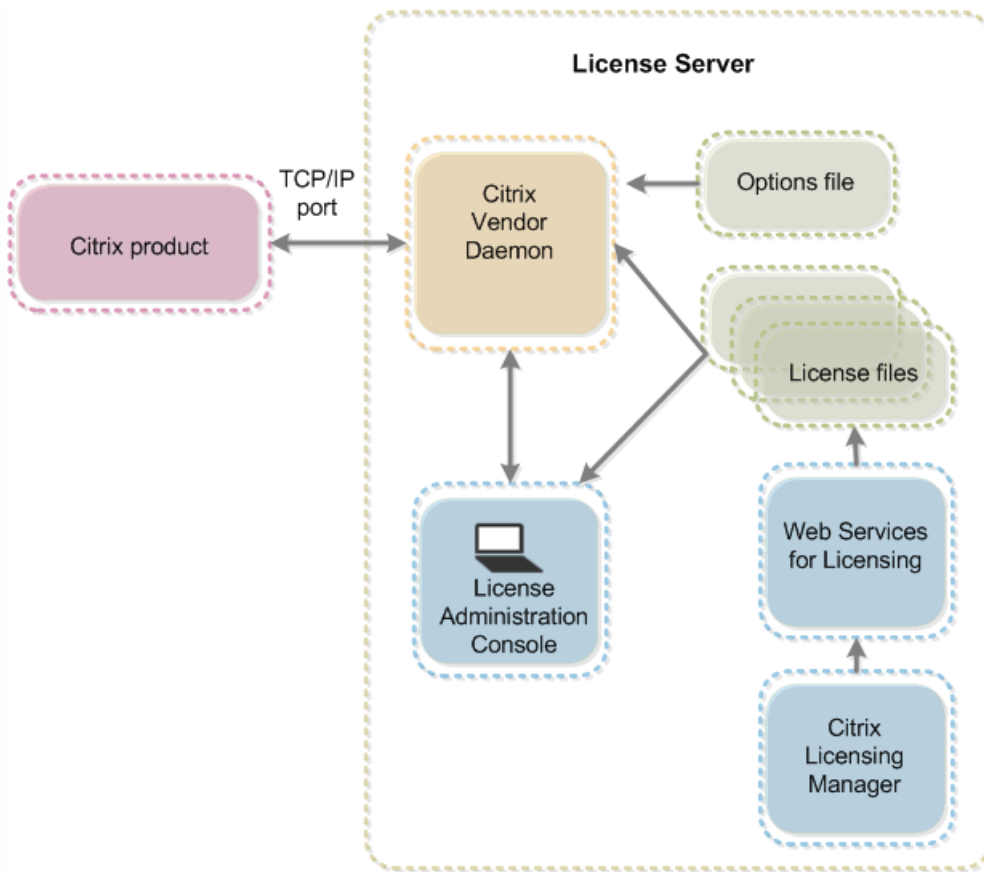 License Server
TCP/IP
port
Citrix product
Citrix
Vendor
Daemon
Options file
License files
License
Administration
Console
Web Services
for Licensing
Citrix
Licensing
Manager